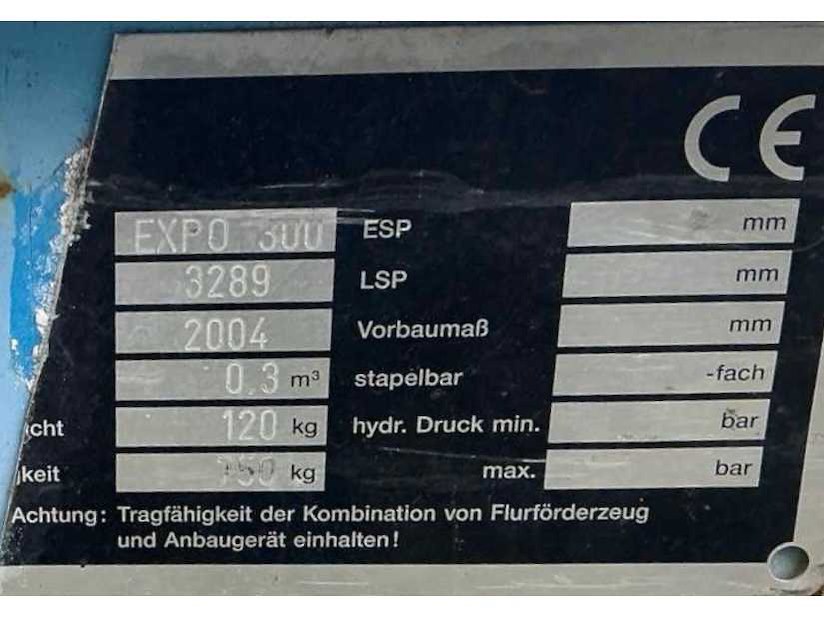 CE
EXPO 300 ESP mm
3289 LSP mm
2004 Vorbaumaß mm
0.3 m³ stapelbar -fach
cht 120 kg hydr. Druck min. bar
keit 750 kg max. bar
Achtung: Tragfähigkeit der Kombination von Flurförderzeug
und Anbaugerät einhalten!